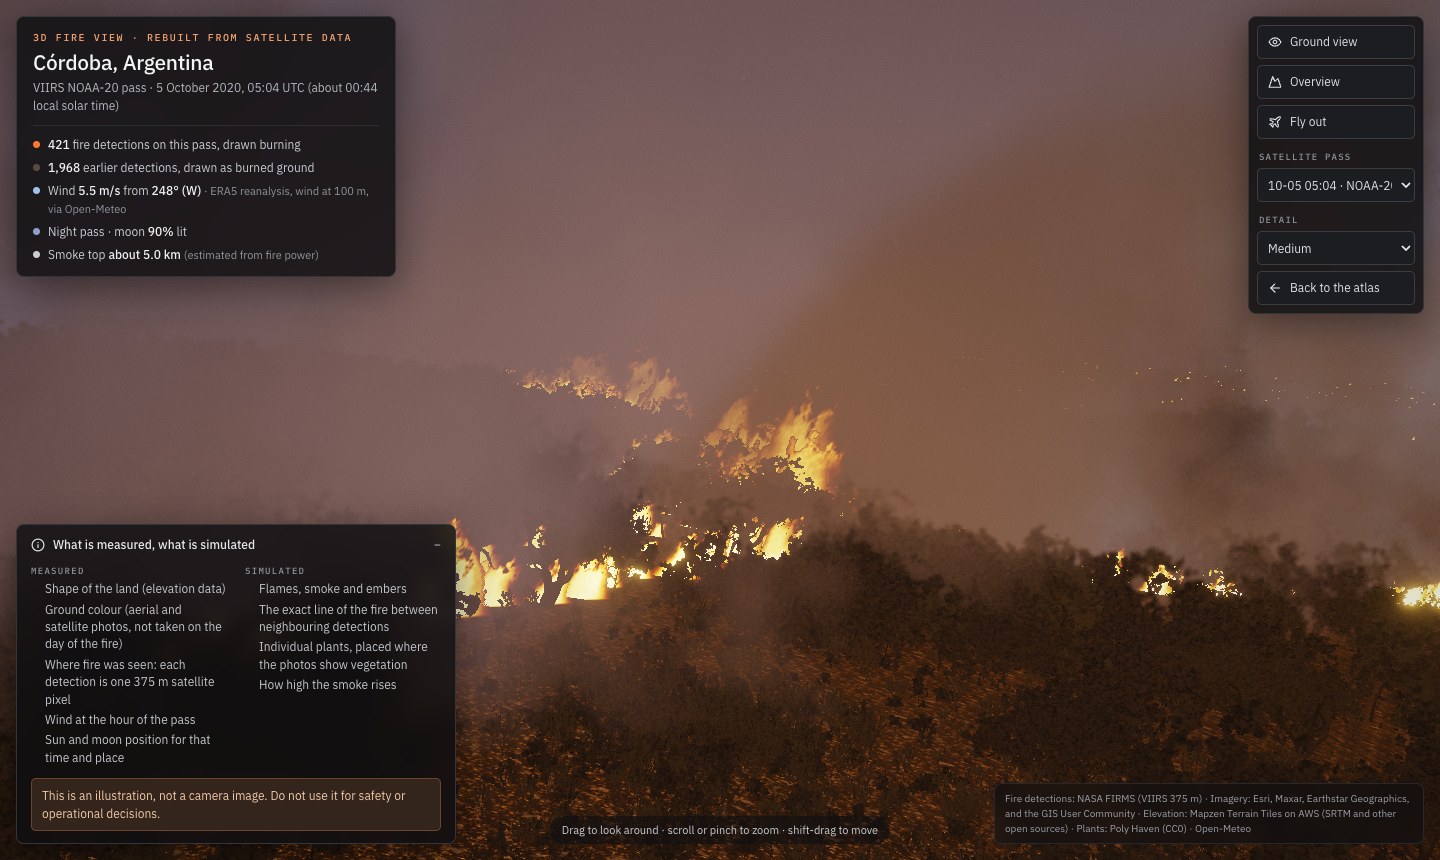 3D FIRE VIEW · REBUILT FROM SATELLITE DATA
Córdoba, Argentina
VIIRS NOAA-20 pass · 5 October 2020, 05:04 UTC (about 00:44
local solar time)
421 fire detections on this pass, drawn burning
1,968 earlier detections, drawn as burned ground
Wind 5.5 m/s from 248° (W) · ERA5 reanalysis, wind at 100 m,
via Open-Meteo
Night pass · moon 90% lit
Smoke top about 5.0 km (estimated from fire power)
Ground view
Overview
Fly out
SATELLITE PASS
10-05 05:04 · NOAA-2
DETAIL
Medium
Back to the atlas
What is measured, what is simulated
MEASURED
Shape of the land (elevation data)
Ground colour (aerial and
satellite photos, not taken on the
day of the fire)
Where fire was seen: each
detection is one 375 m satellite
pixel
Wind at the hour of the pass
Sun and moon position for that
time and place
SIMULATED
Flames, smoke and embers
The exact line of the fire between
neighbouring detections
Individual plants, placed where
the photos show vegetation
How high the smoke rises
This is an illustration, not a camera image. Do not use it for safety or
operational decisions.
Drag to look around · scroll or pinch to zoom · shift-drag to move
Fire detections: NASA FIRMS (VIIRS 375 m) · Imagery: Esri, Maxar, Earthstar Geographics,
and the GIS User Community · Elevation: Mapzen Terrain Tiles on AWS (SRTM and other
open sources) · Plants: Poly Haven (CC0) · Open-Meteo